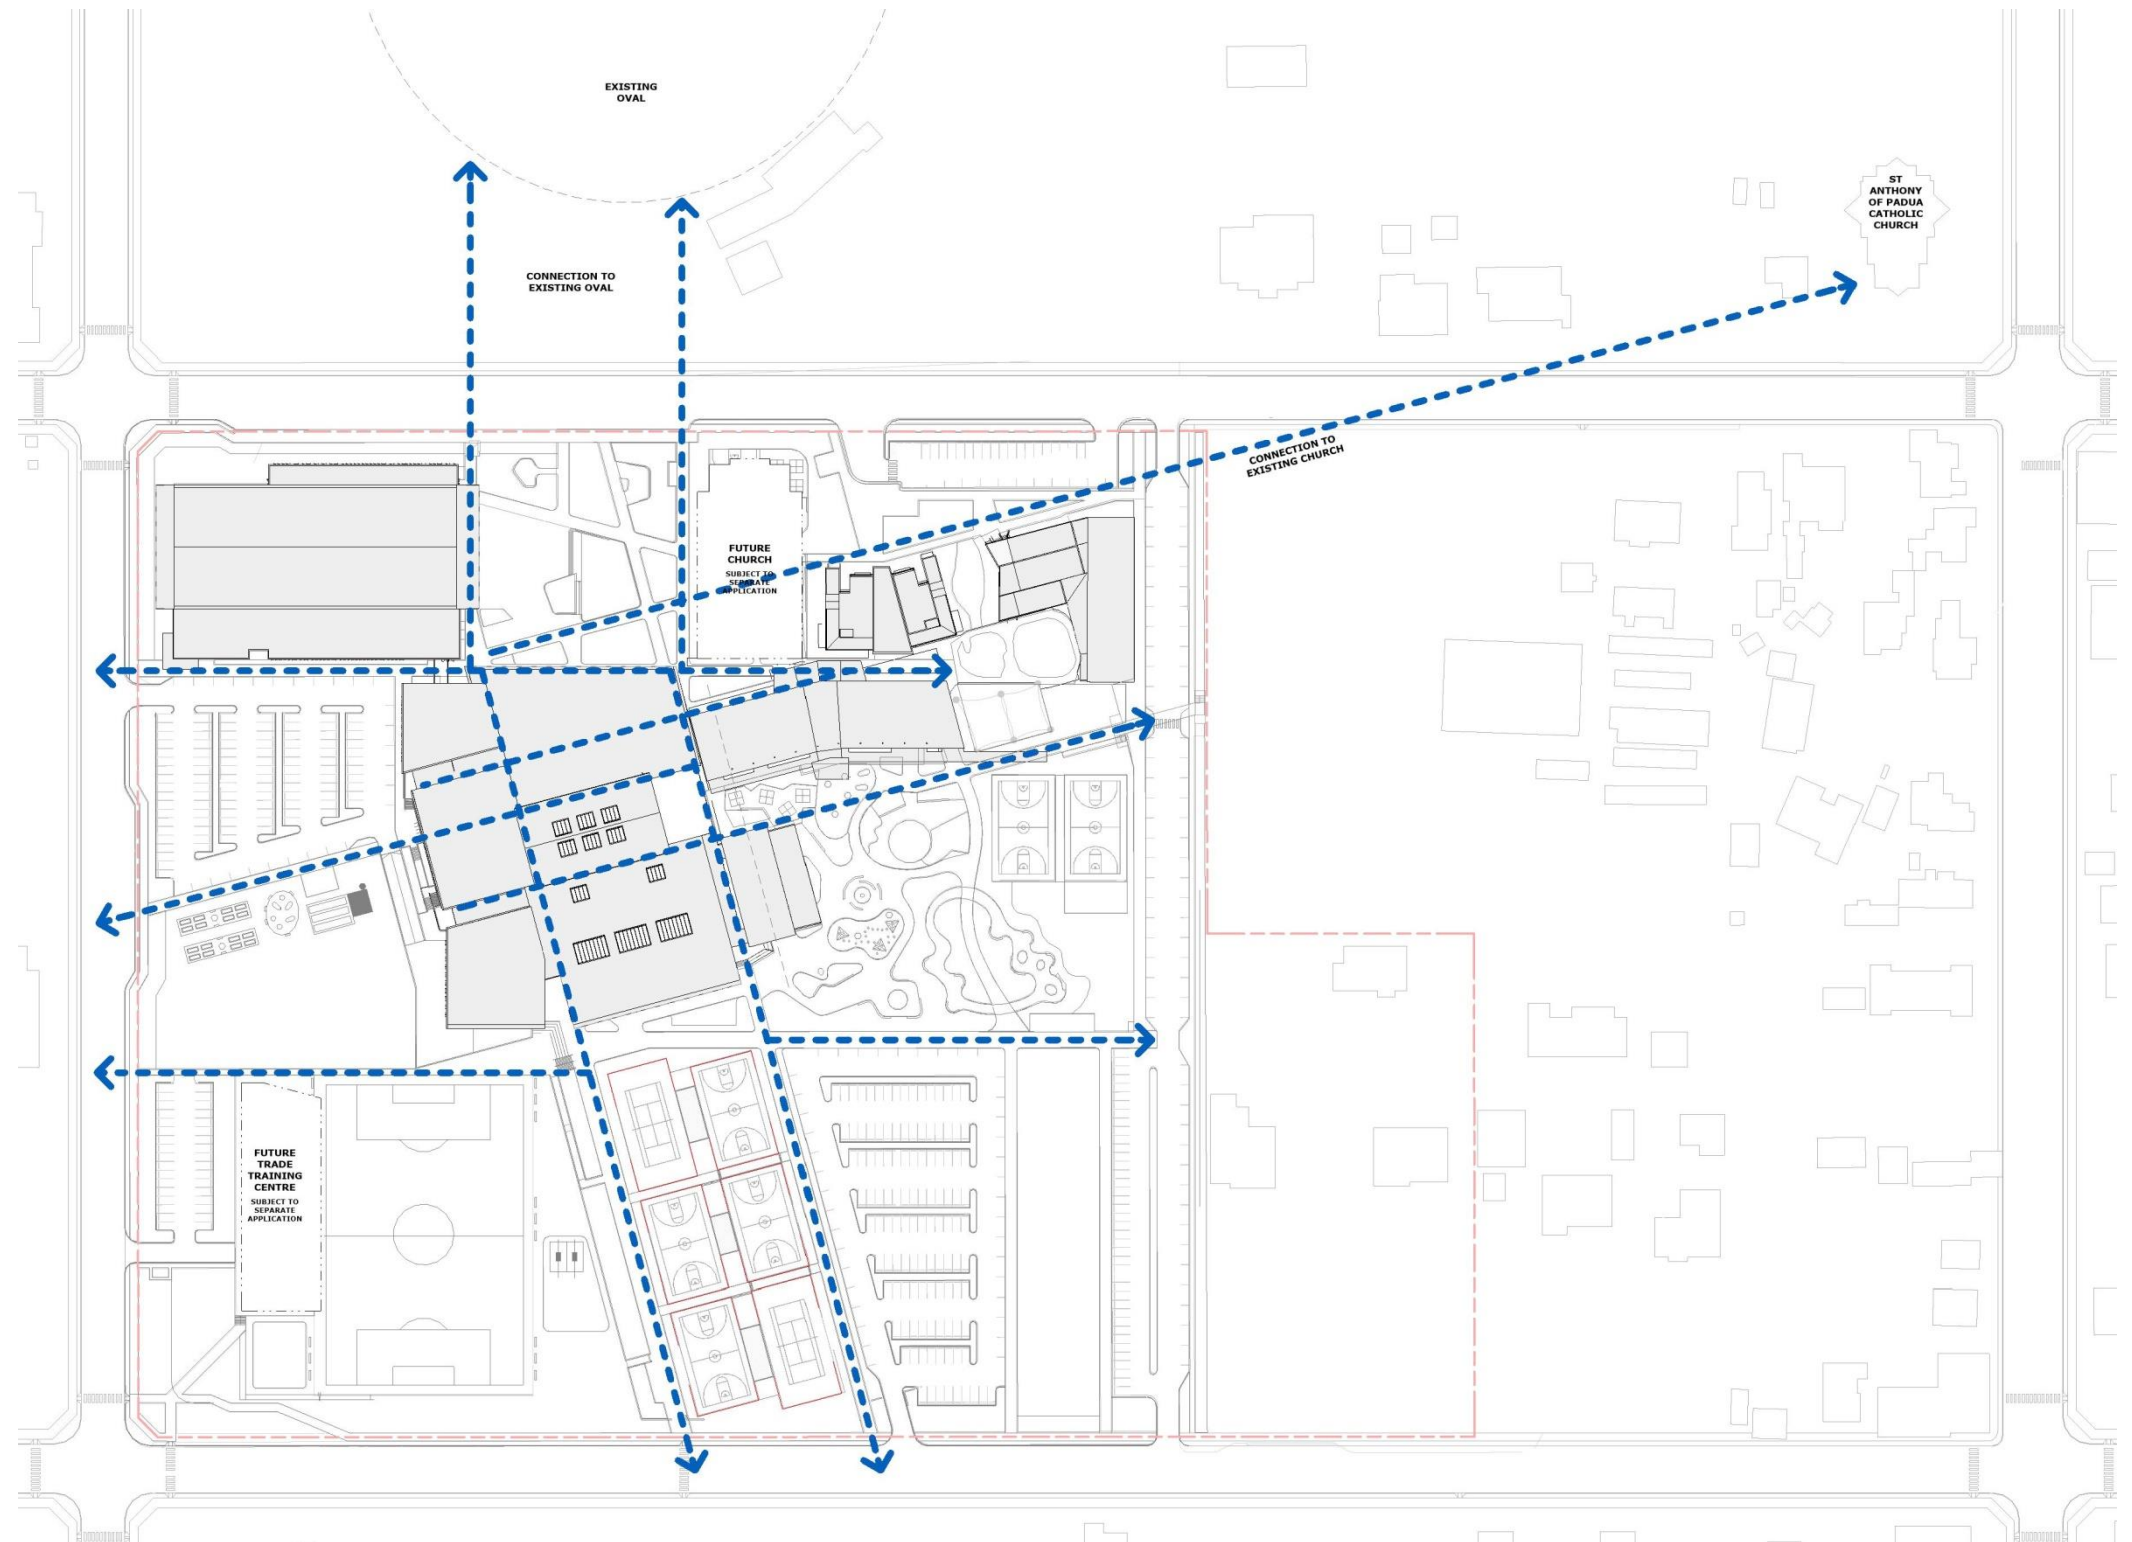 EXISTING
OVAL
ST
ANTHONY
OF PADUA
CATHOLIC
CHURCH
CONNECTION TO
EXISTING OVAL
CONNECTION TO
EXISTING CHURCH
FUTURE
CHURCH
SUBJECT TO
SEPARATE
APPLICATION
FUTURE
TRADE
TRAINING
CENTRE
SUBJECT TO
SEPARATE
APPLICATION